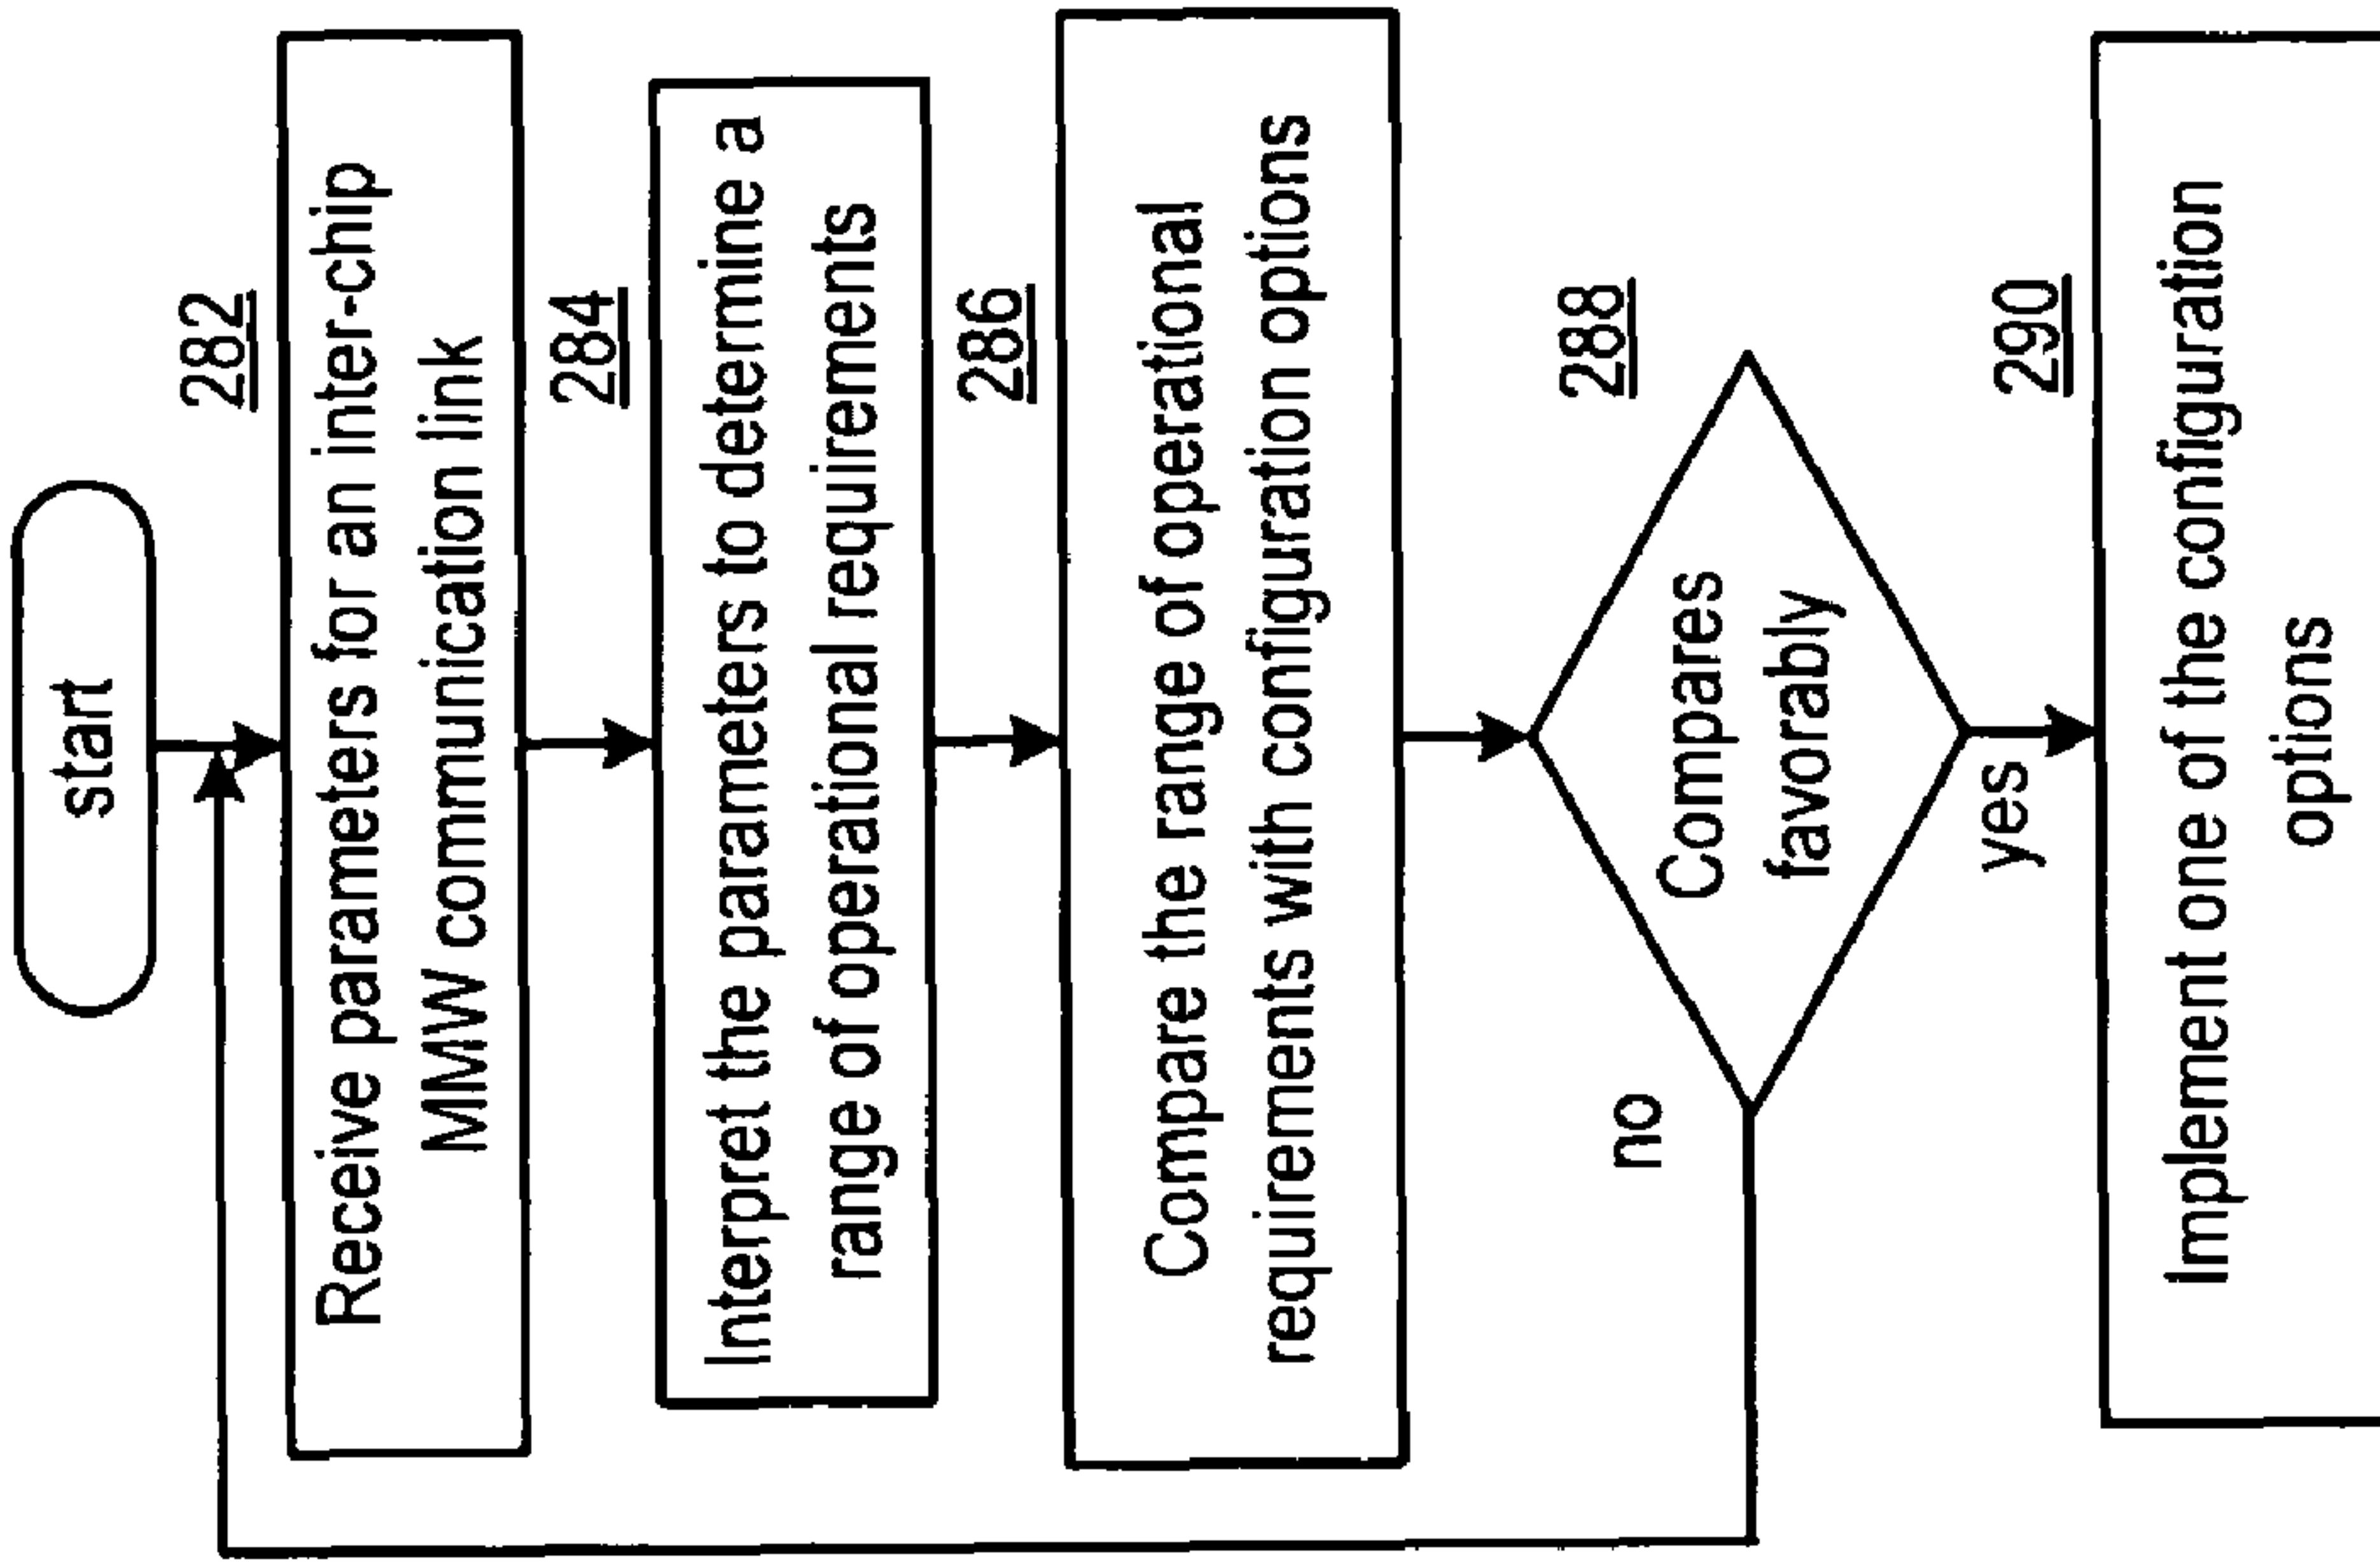 start
282
Receive parameters for an inter-chip
MMW communication link
284
Interpret the parameters to determine a
range of operational requirements
286
Compare the range of operational
requirements with configuration options
288
Compares
favorably
no
yes
290
Implement one of the configuration
options